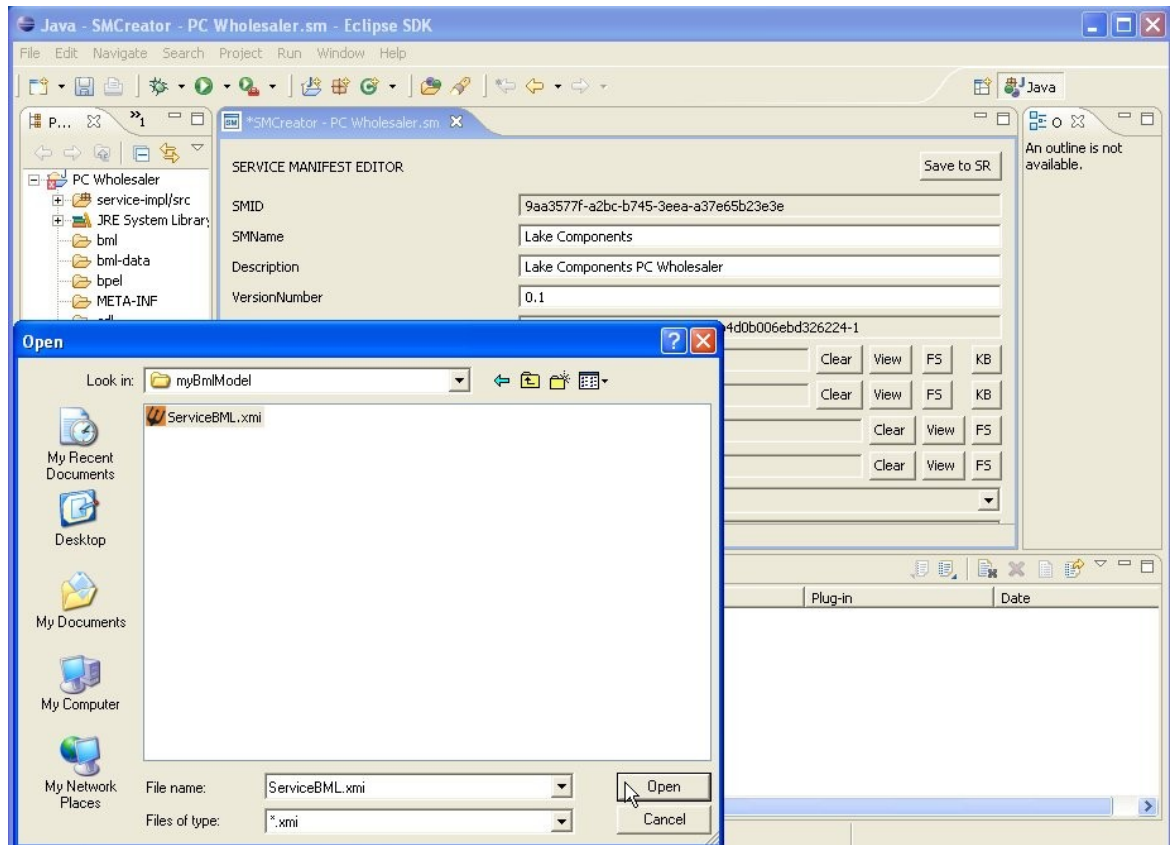 Java - SMCreator - PC Wholesaler.sm - Eclipse SDK
File Edit Navigate Search Project Run Window Help
Java
P... »1
*SMCreator - PC Wholesaler.sm
O
An outline is not
available.
PC Wholesaler
service-impl/src
JRE System Library
bml
bml-data
bpel
META-INF
SERVICE MANIFEST EDITOR
Save to SR
SMID 9aa3577f-a2bc-b745-3eea-a37e65b23e3e
SMName Lake Components
Description Lake Components PC Wholesaler
VersionNumber 0.1
4d0b006ebd326224-1
Clear View FS KB
Clear View FS KB
Clear View FS
Clear View FS
Plug-in Date
Open
Look in: myBmlModel
ServiceBML.xmi
My Recent
Documents
Desktop
My Documents
My Computer
My Network
Places
File name: ServiceBML.xmi Open
Files of type: *.xmi Cancel